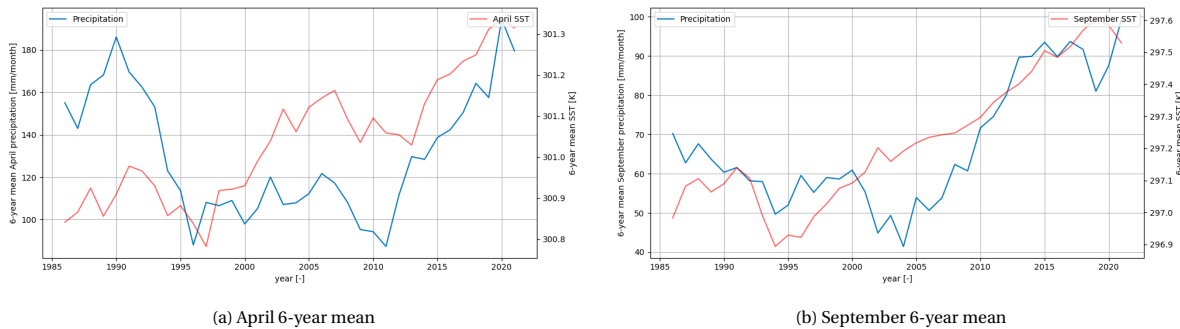 Precipitation
April SST
6-year mean April precipitation [mm/month]
180
160
140
120
100
301.3
301.2
301.1
301.0
300.9
300.8
6-year mean SST [K]
1985 1990 1995 2000 2005 2010 2015 2020
year [-]
(a) April 6-year mean
Precipitation
September SST
6-year mean September precipitation [mm/month]
100
90
80
70
60
50
40
297.6
297.5
297.4
297.3
297.2
297.1
297.0
296.9
6-year mean SST [K]
1985 1990 1995 2000 2005 2010 2015 2020
year [-]
(b) September 6-year mean